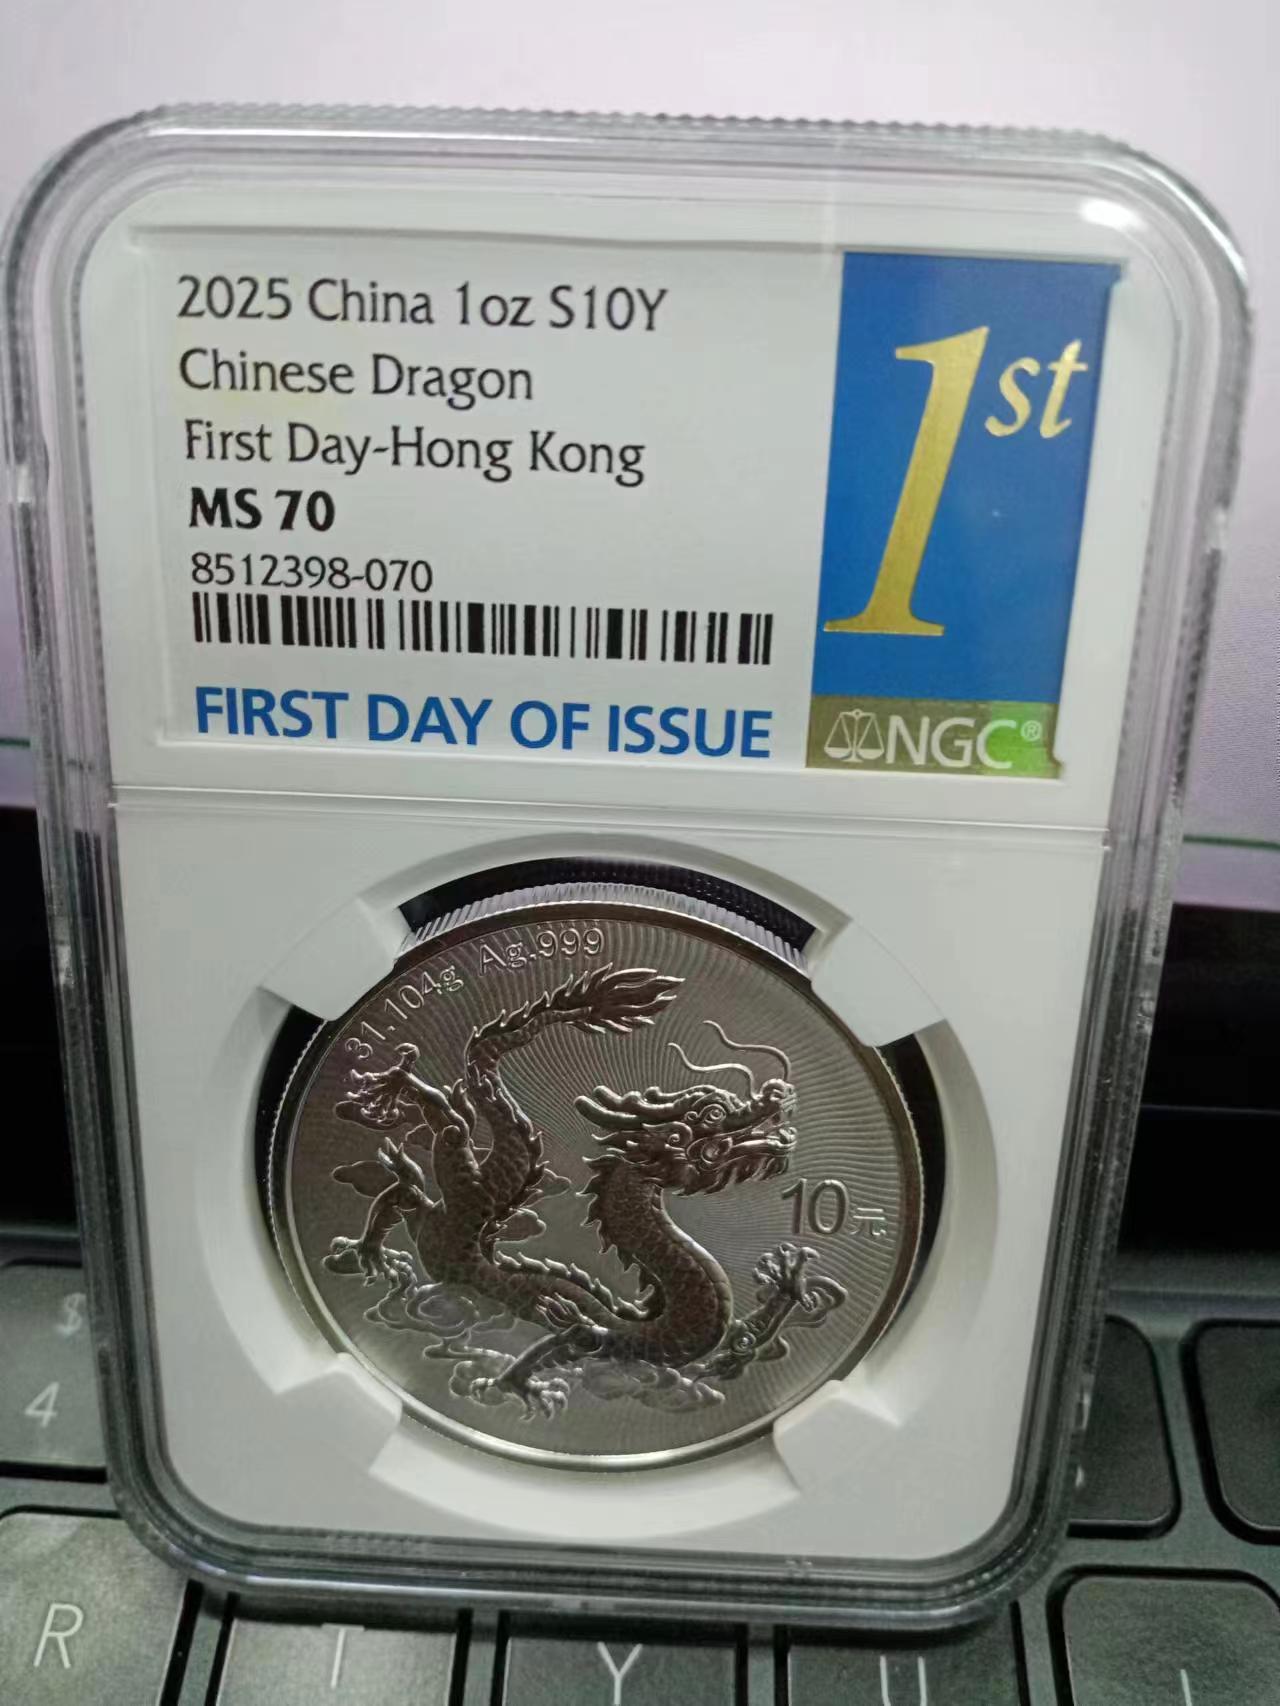 2025 China 1oz S10Y
Chinese Dragon
First Day-Hong Kong
MS 70
8512398-070
FIRST DAY OF ISSUE
1st
NGC®
31.104g Ag.999
10元
$
4
R
T
Y
U